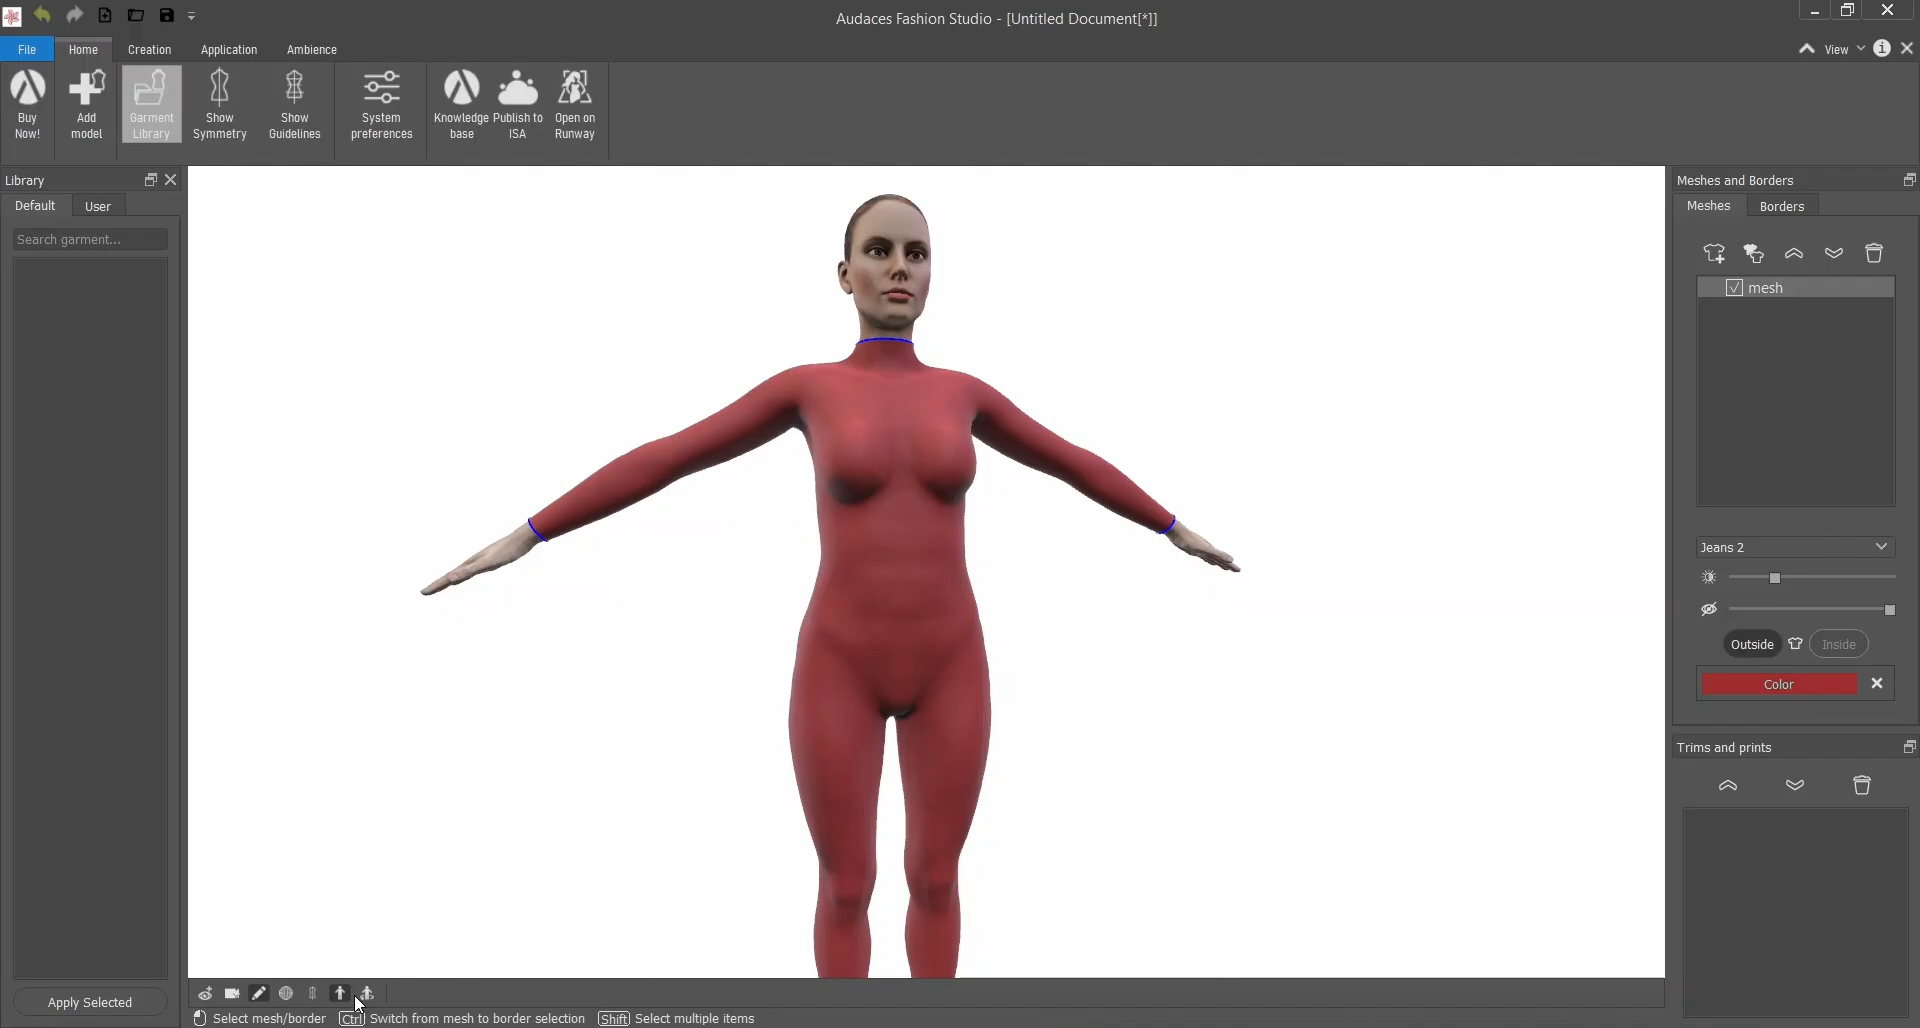 Audaces Fashion Studio - [Untitled Document[*]]
File Home Creation Application Ambience
View
Buy Now!
Add model
Garment Library
Show Symmetry
Show Guidelines
System preferences
Knowledge base
Publish to ISA
Open on Runway
Library
Default User
Search garment...
Apply Selected
Meshes and Borders
Meshes Borders
mesh
Jeans 2
Outside Inside
Color
Trims and prints
Select mesh/border Ctrl Switch from mesh to border selection Shift Select multiple items